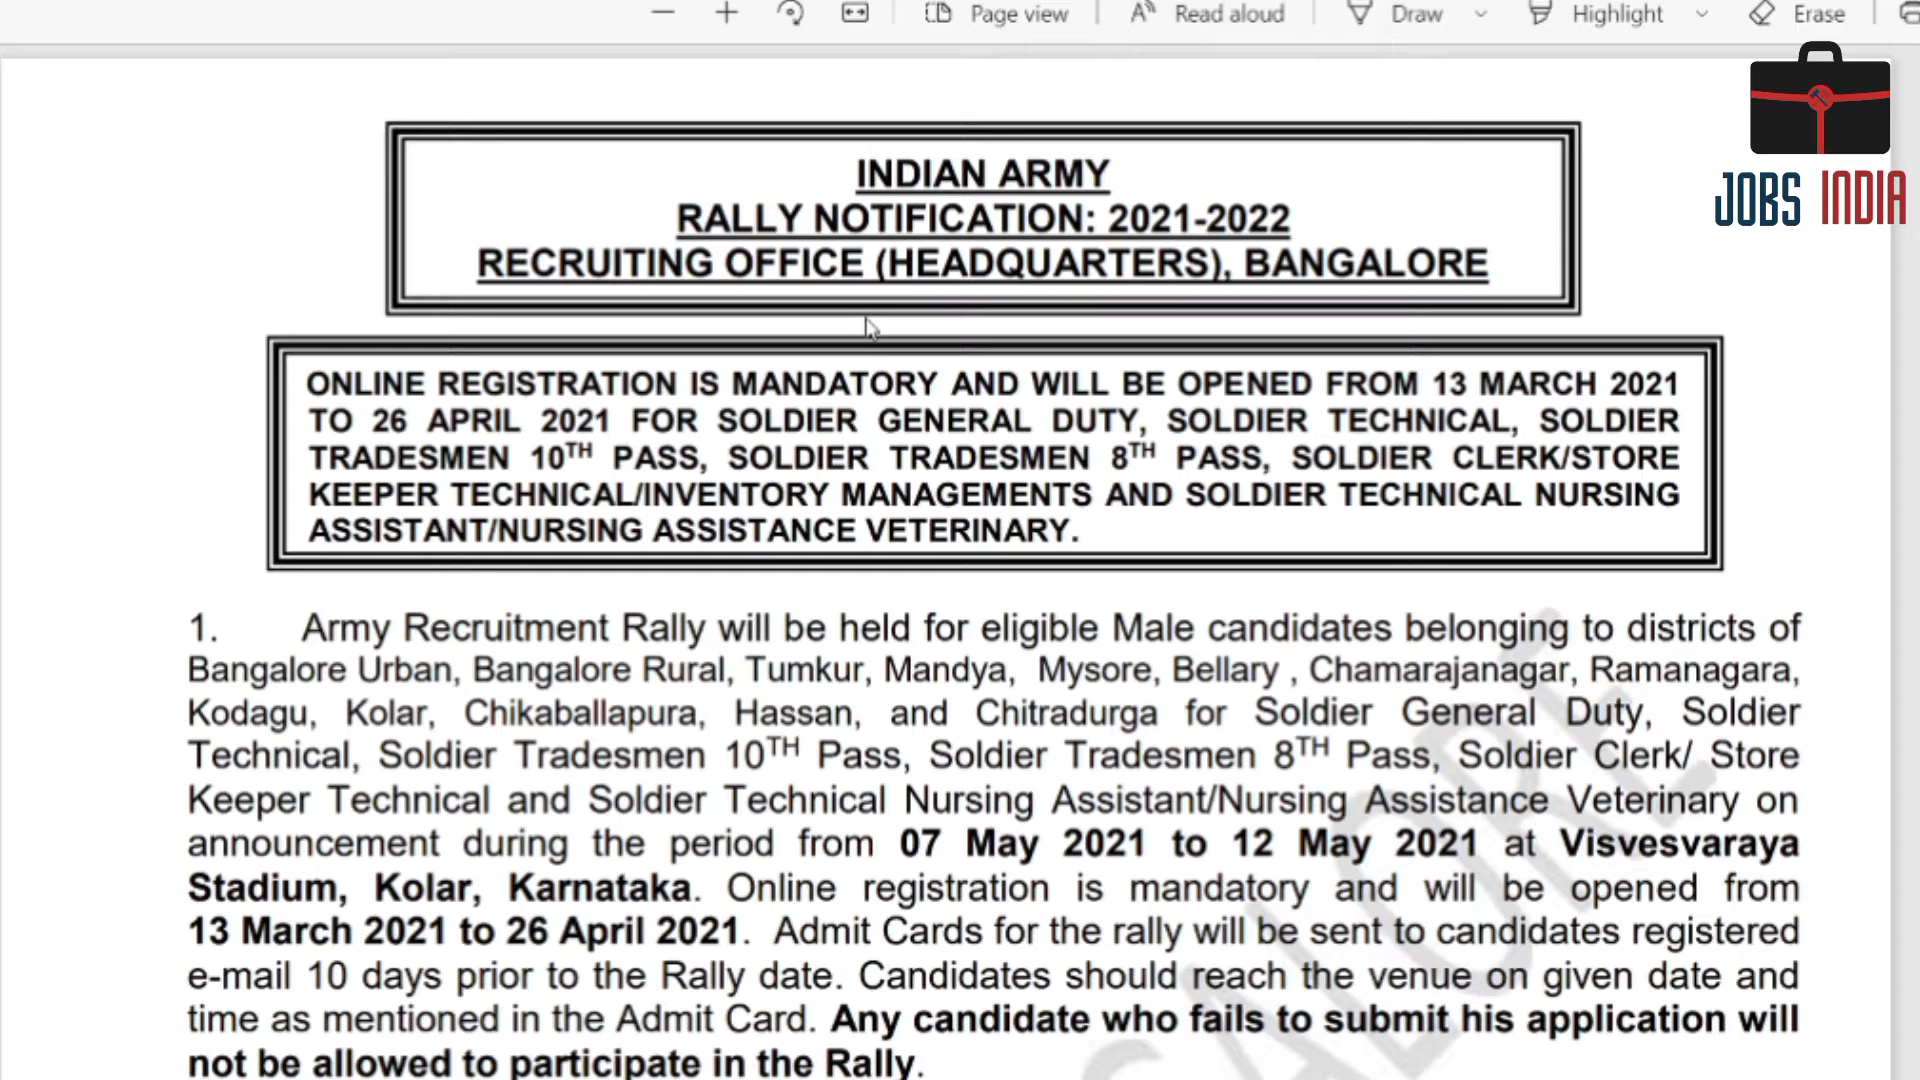 Page view
Read aloud
Draw
Highlight
Erase
JOBS INDIA
INDIAN ARMY
RALLY NOTIFICATION: 2021-2022
RECRUITING OFFICE (HEADQUARTERS), BANGALORE
ONLINE REGISTRATION IS MANDATORY AND WILL BE OPENED FROM 13 MARCH 2021
TO 26 APRIL 2021 FOR SOLDIER GENERAL DUTY, SOLDIER TECHNICAL, SOLDIER
TRADESMEN 10TH PASS, SOLDIER TRADESMEN 8TH PASS, SOLDIER CLERK/STORE
KEEPER TECHNICAL/INVENTORY MANAGEMENTS AND SOLDIER TECHNICAL NURSING
ASSISTANT/NURSING ASSISTANCE VETERINARY.
1. Army Recruitment Rally will be held for eligible Male candidates belonging to districts of
Bangalore Urban, Bangalore Rural, Tumkur, Mandya, Mysore, Bellary , Chamarajanagar, Ramanagara,
Kodagu, Kolar, Chikaballapura, Hassan, and Chitradurga for Soldier General Duty, Soldier
Technical, Soldier Tradesmen 10TH Pass, Soldier Tradesmen 8TH Pass, Soldier Clerk/ Store
Keeper Technical and Soldier Technical Nursing Assistant/Nursing Assistance Veterinary on
announcement during the period from 07 May 2021 to 12 May 2021 at Visvesvaraya
Stadium, Kolar, Karnataka. Online registration is mandatory and will be opened from
13 March 2021 to 26 April 2021. Admit Cards for the rally will be sent to candidates registered
e-mail 10 days prior to the Rally date. Candidates should reach the venue on given date and
time as mentioned in the Admit Card. Any candidate who fails to submit his application will
not be allowed to participate in the Rally.